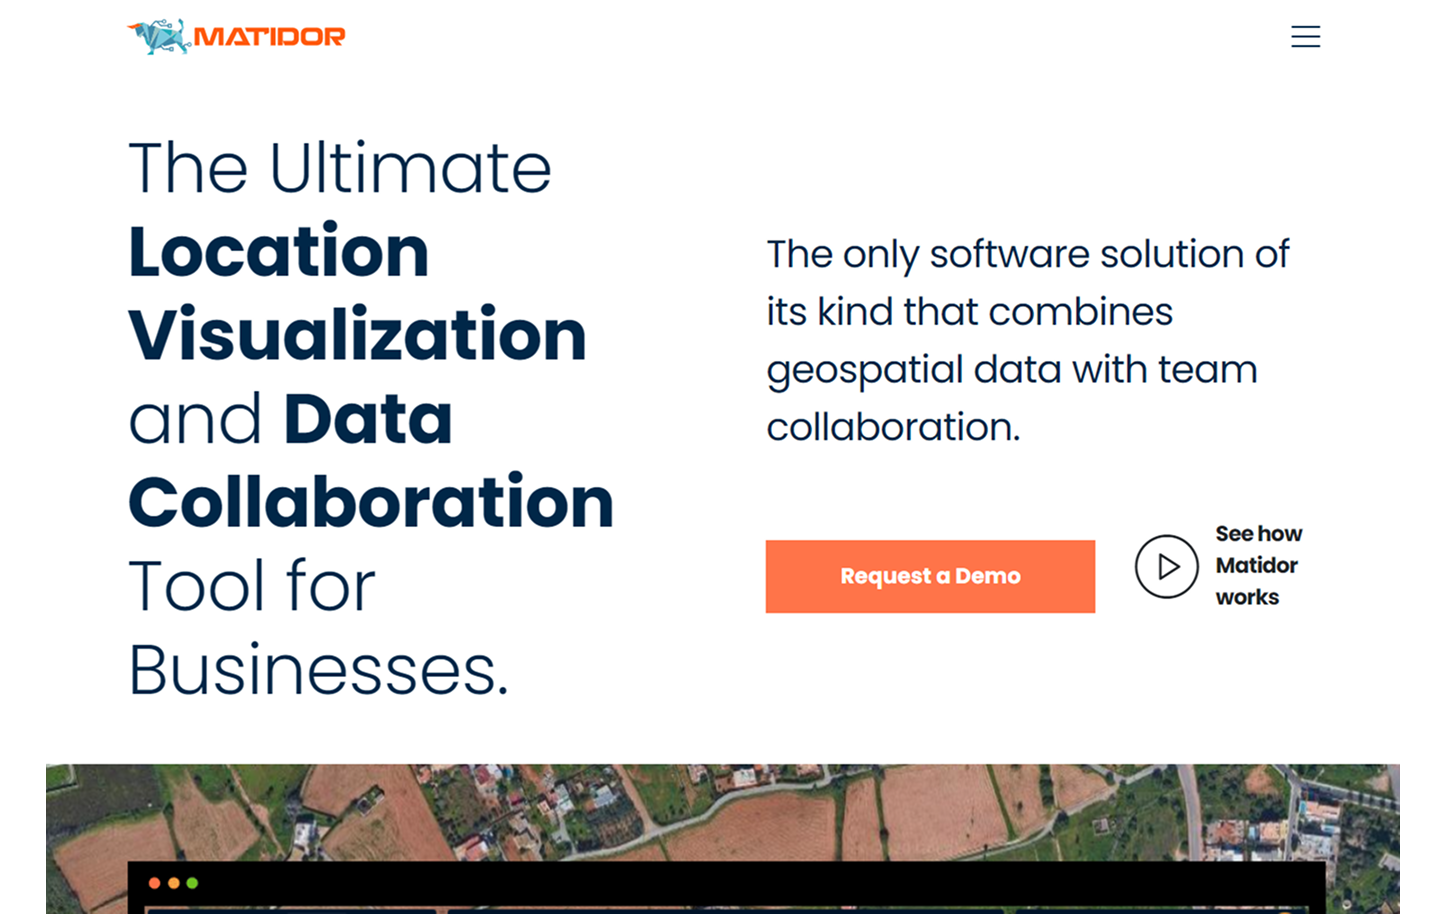 MATIDOR
The Ultimate
Location
Visualization
and Data
Collaboration
Tool for
Businesses.
The only software solution of
its kind that combines
geospatial data with team
collaboration.
Request a Demo
See how
Matidor
works